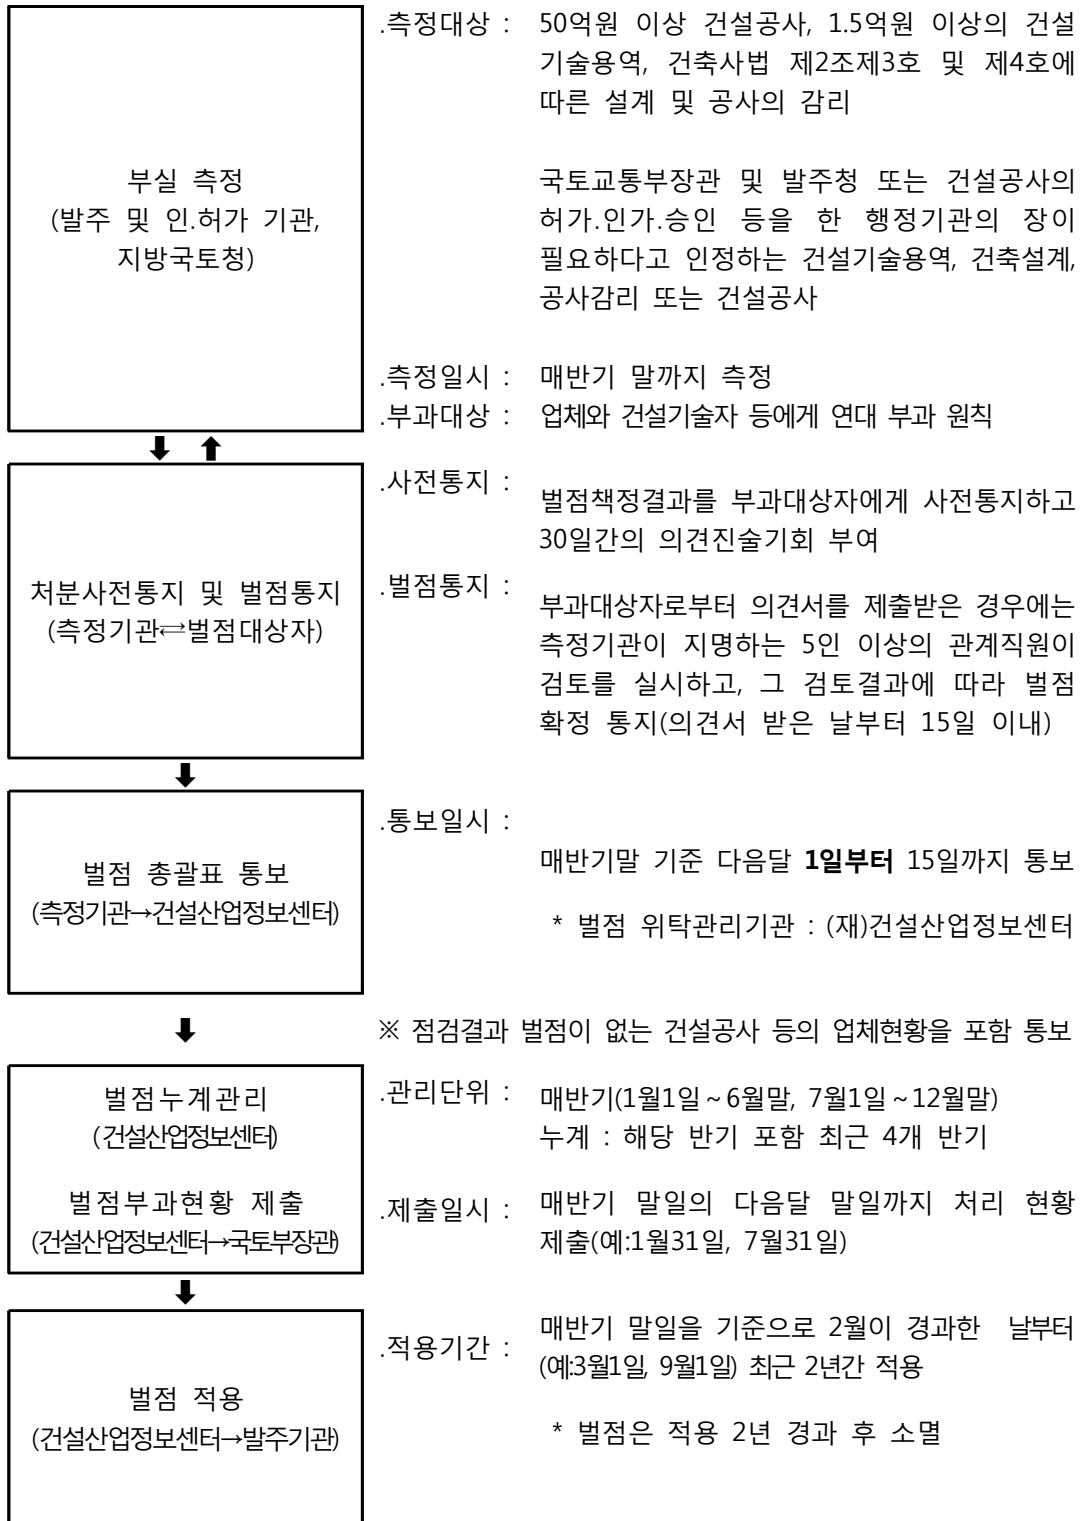 부실 측정
(발주 및 인.허가 기관,
지방국토청)
.측정대상 : 50억원 이상 건설공사, 1.5억원 이상의 건설
기술용역, 건축사법 제2조제3호 및 제4호에
따른 설계 및 공사의 감리
국토교통부장관 및 발주청 또는 건설공사의
허가.인가.승인 등을 한 행정기관의 장이
필요하다고 인정하는 건설기술용역, 건축설계,
공사감리 또는 건설공사
.측정일시 : 매반기 말까지 측정
.부과대상 : 업체와 건설기술자 등에게 연대 부과 원칙
⬇ ⬆
처분사전통지 및 벌점통지
(측정기관⇄벌점대상자)
.사전통지 : 벌점책정결과를 부과대상자에게 사전통지하고
30일간의 의견진술기회 부여
.벌점통지 : 부과대상자로부터 의견서를 제출받은 경우에는
측정기관이 지명하는 5인 이상의 관계직원이
검토를 실시하고, 그 검토결과에 따라 벌점
확정 통지(의견서 받은 날부터 15일 이내)
⬇
벌점 총괄표 통보
(측정기관→건설산업정보센터)
.통보일시 :
매반기말 기준 다음달 1일부터 15일까지 통보
* 벌점 위탁관리기관 : (재)건설산업정보센터
⬇
※ 점검결과 벌점이 없는 건설공사 등의 업체현황을 포함 통보
벌점누계관리
(건설산업정보센터)
.관리단위 : 매반기(1월1일~6월말, 7월1일~12월말)
누계 : 해당 반기 포함 최근 4개 반기
벌점부과현황 제출
(건설산업정보센터→국토부장관)
.제출일시 : 매반기 말일의 다음달 말일까지 처리 현황
제출(예:1월31일, 7월31일)
⬇
벌점 적용
(건설산업정보센터→발주기관)
.적용기간 : 매반기 말일을 기준으로 2월이 경과한 날부터
(예:3월1일, 9월1일) 최근 2년간 적용
* 벌점은 적용 2년 경과 후 소멸